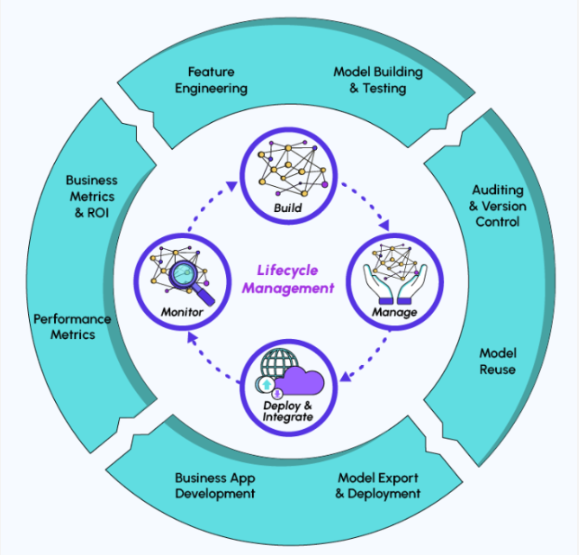 Feature
Engineering
Model Building
& Testing
Business
Metrics
& ROI
Auditing
& Version
Control
Build
Lifecycle
Management
Monitor
Manage
Performance
Metrics
Model
Reuse
Deploy &
Integrate
Business App
Development
Model Export
& Deployment